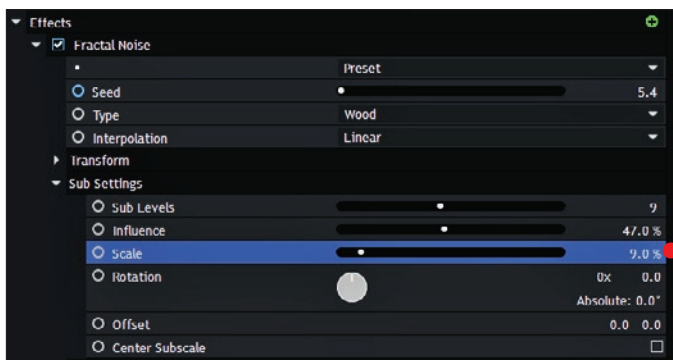 Effects
Fractal Noise
Preset
Seed 5.4
Type Wood
Interpolation Linear
Transform
Sub Settings
Sub Levels 9
Influence 47.0 %
Scale 9.0 %
Rotation 0x 0.0
Absolute: 0.0°
Offset 0.0 0.0
Center Subscale